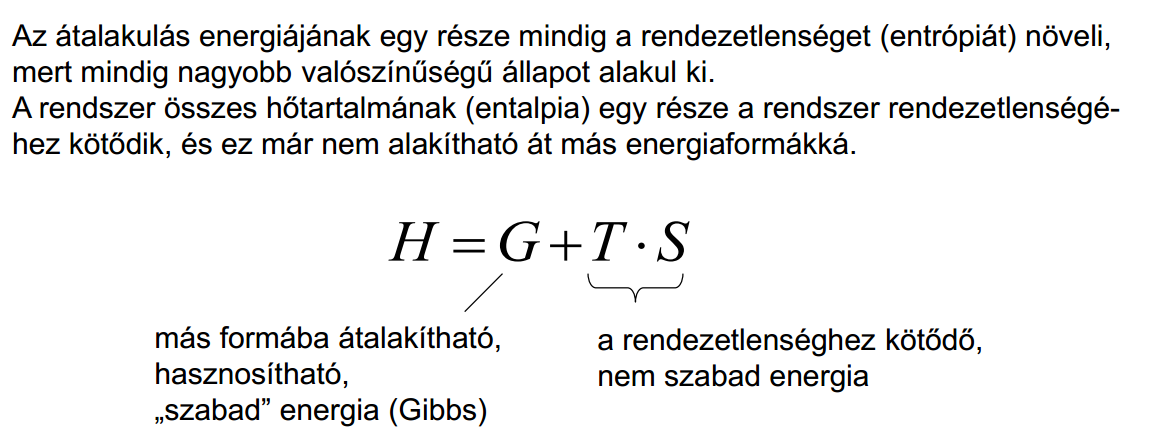 Az átalakulás energiájának egy része mindig a rendezetlenséget (entrópiát) növeli,
mert mindig nagyobb valószínűségű állapot alakul ki.
A rendszer összes hőtartalmának (entalpia) egy része a rendszer rendezetlenségé-
hez kötődik, és ez már nem alakítható át más energiaformákká.
H = G + T · S
más formába átalakítható,
hasznosítható,
„szabad” energia (Gibbs)
a rendezetlenséghez kötődő,
nem szabad energia